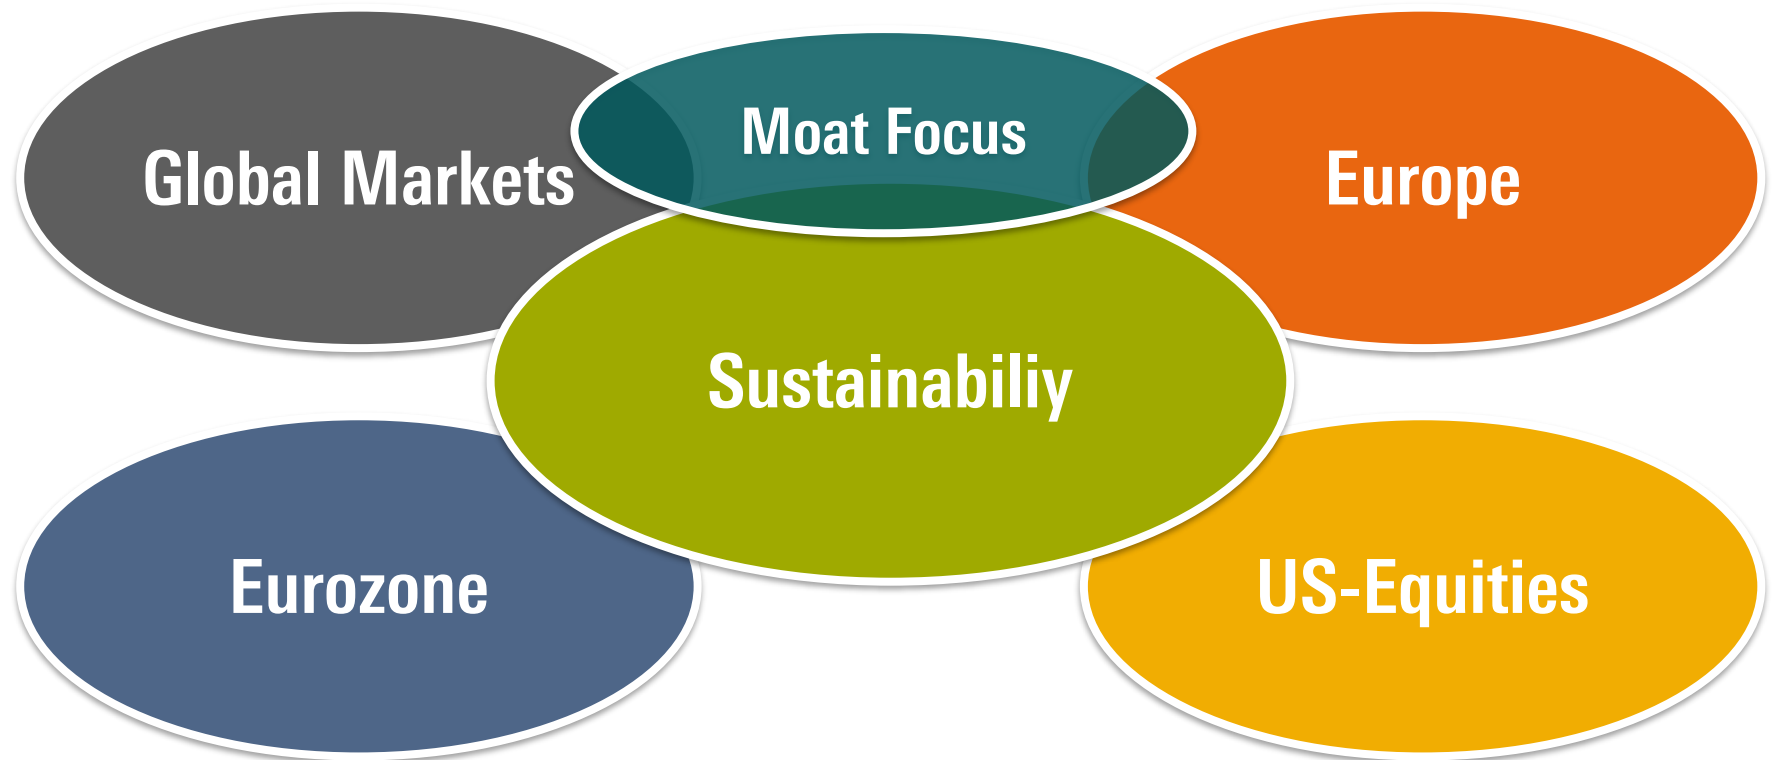 Moat Focus
Global Markets
Europe
Sustainabiliy
Eurozone
US-Equities